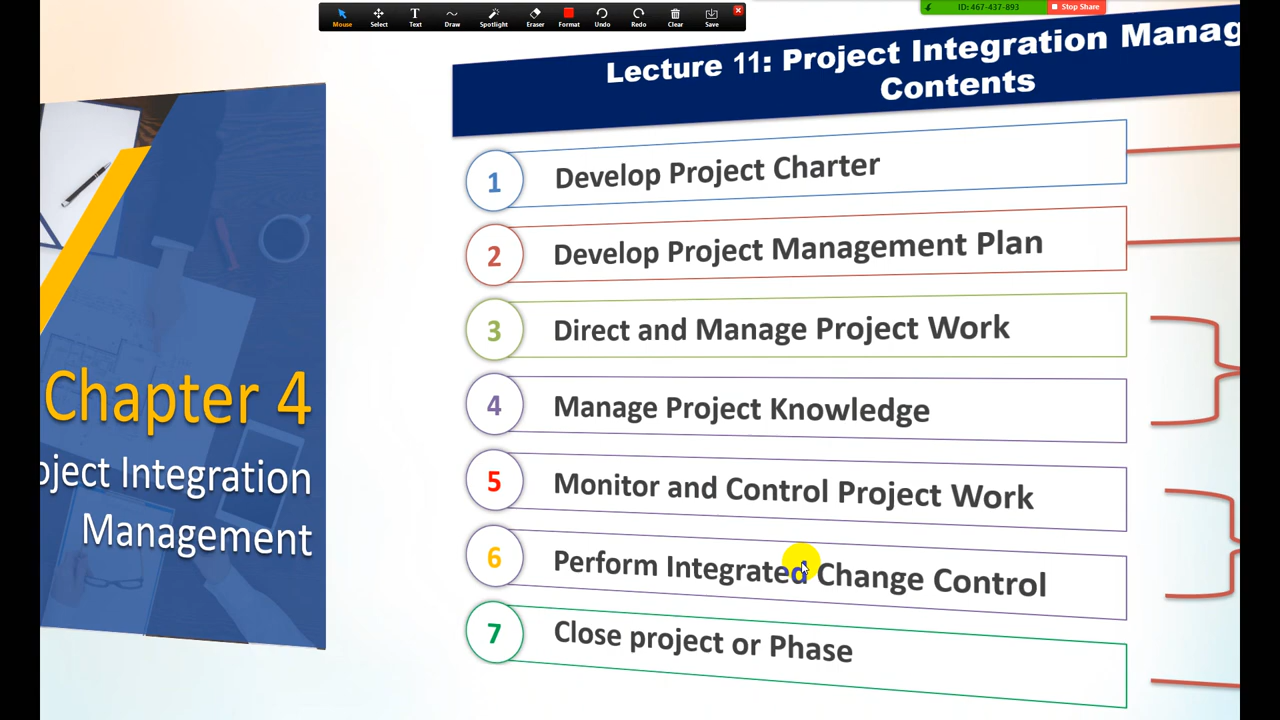 Mouse
Select
Text
Draw
Spotlight
Eraser
Format
Undo
Redo
Clear
Save
ID: 467-437-893
Stop Share
Lecture 11: Project Integration Manag
Contents
1
Develop Project Charter
2
Develop Project Management Plan
3
Direct and Manage Project Work
4
Manage Project Knowledge
5
Monitor and Control Project Work
6
Perform Integrated Change Control
7
Close project or Phase
Chapter 4
oject Integration
Management